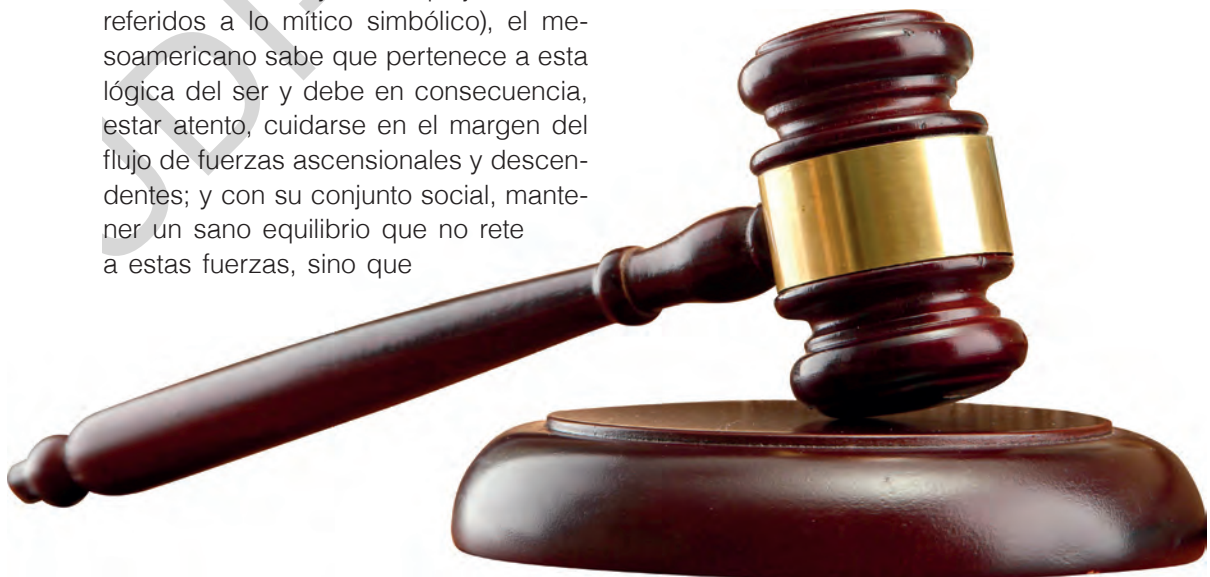 referidos a lo mítico simbólico), el me-
soamericano sabe que pertenece a esta
lógica del ser y debe en consecuencia,
estar atento, cuidarse en el margen del
flujo de fuerzas ascensionales y descen-
dentes; y con su conjunto social, mante-
ner un sano equilibrio que no rete
a estas fuerzas, sino que